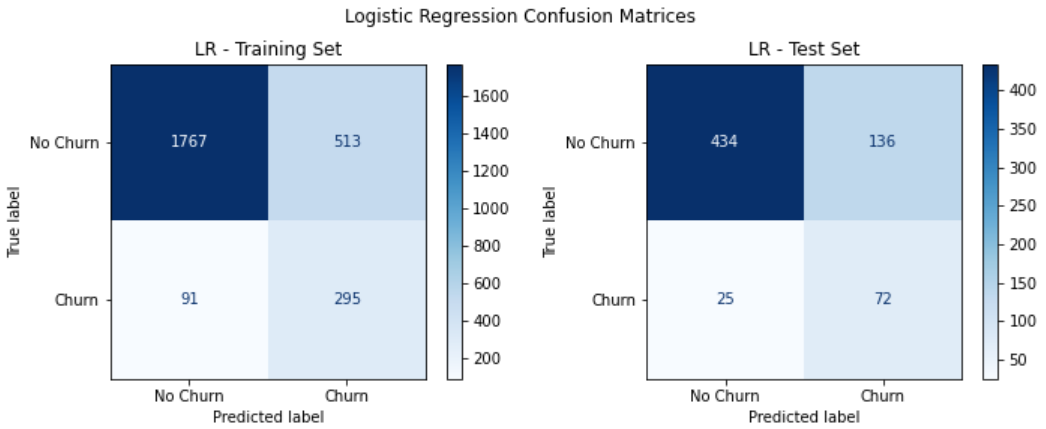 Logistic Regression Confusion Matrices
LR - Training Set
No Churn
Churn
True label
1767
513
91
295
No Churn
Churn
Predicted label
1600
1400
1200
1000
800
600
400
200
LR - Test Set
No Churn
Churn
True label
434
136
25
72
No Churn
Churn
Predicted label
400
350
300
250
200
150
100
50